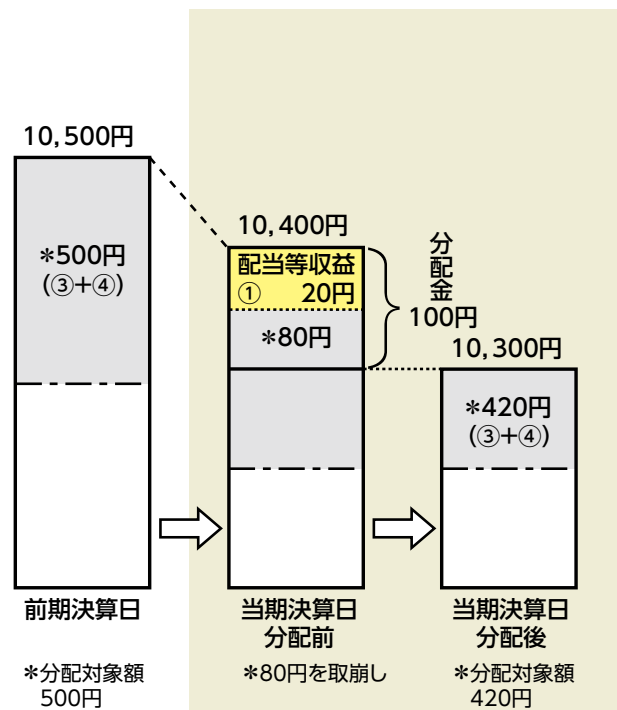 10,500円
*500円
(③+④)
前期決算日
*分配対象額
500円
10,400円
配当等収益
① 20円
*80円
分配金
100円
当期決算日
分配前
*80円を取崩し
10,300円
*420円
(③+④)
当期決算日
分配後
*分配対象額
420円